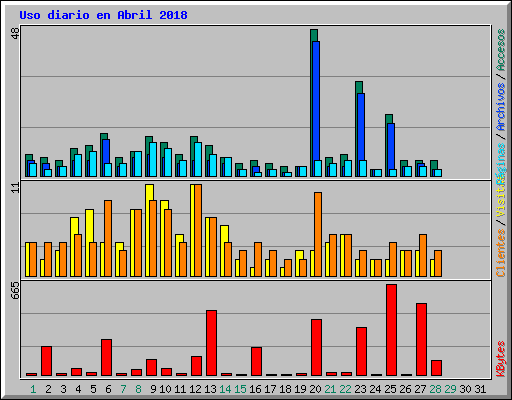 Uso diario en Abril 2018
48
11
665
Accesos
Archivos /
Páginas
Visitas
Clientes /
KBytes
1 2 3 4 5 6 7 8 9 10 11 12 13 14 15 16 17 18 19 20 21 22 23 24 25 26 27 28 29 30 31